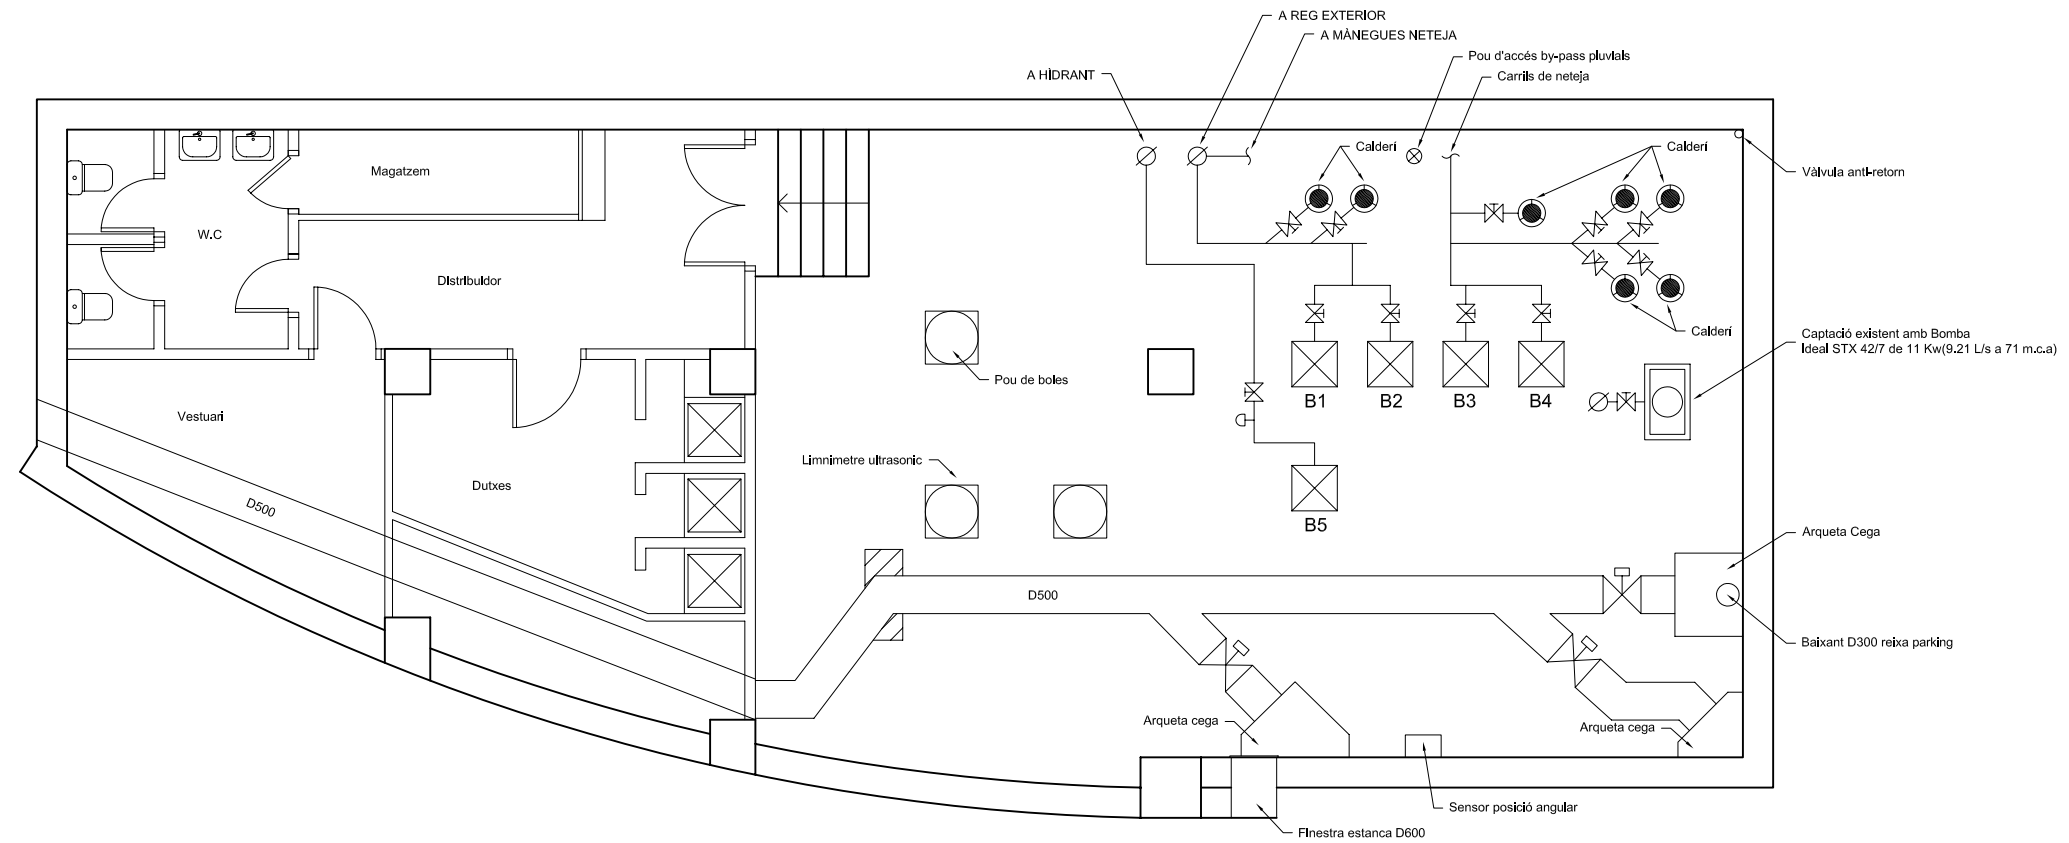 A REG EXTERIOR
A MÀNEGUES NETEJA
Pou d'accés by-pass pluvials
A HÌDRANT
Carrils de neteja
Calderí
Calderí
Magatzem
Vàlvula anti-retorn
W.C
Distribuidor
Calderí
Captació existent amb Bomba
Ideal STX 42/7 de 11 Kw(9.21 L/s a 71 m.c.a)
Pou de boles
B1
B2
B3
B4
Vestuari
Limnimetre ultrasonic
Dutxes
D500
B5
Arqueta Cega
D500
Baixant D300 reixa parking
Arqueta cega
Arqueta cega
Sensor posició angular
Finestra estanca D600